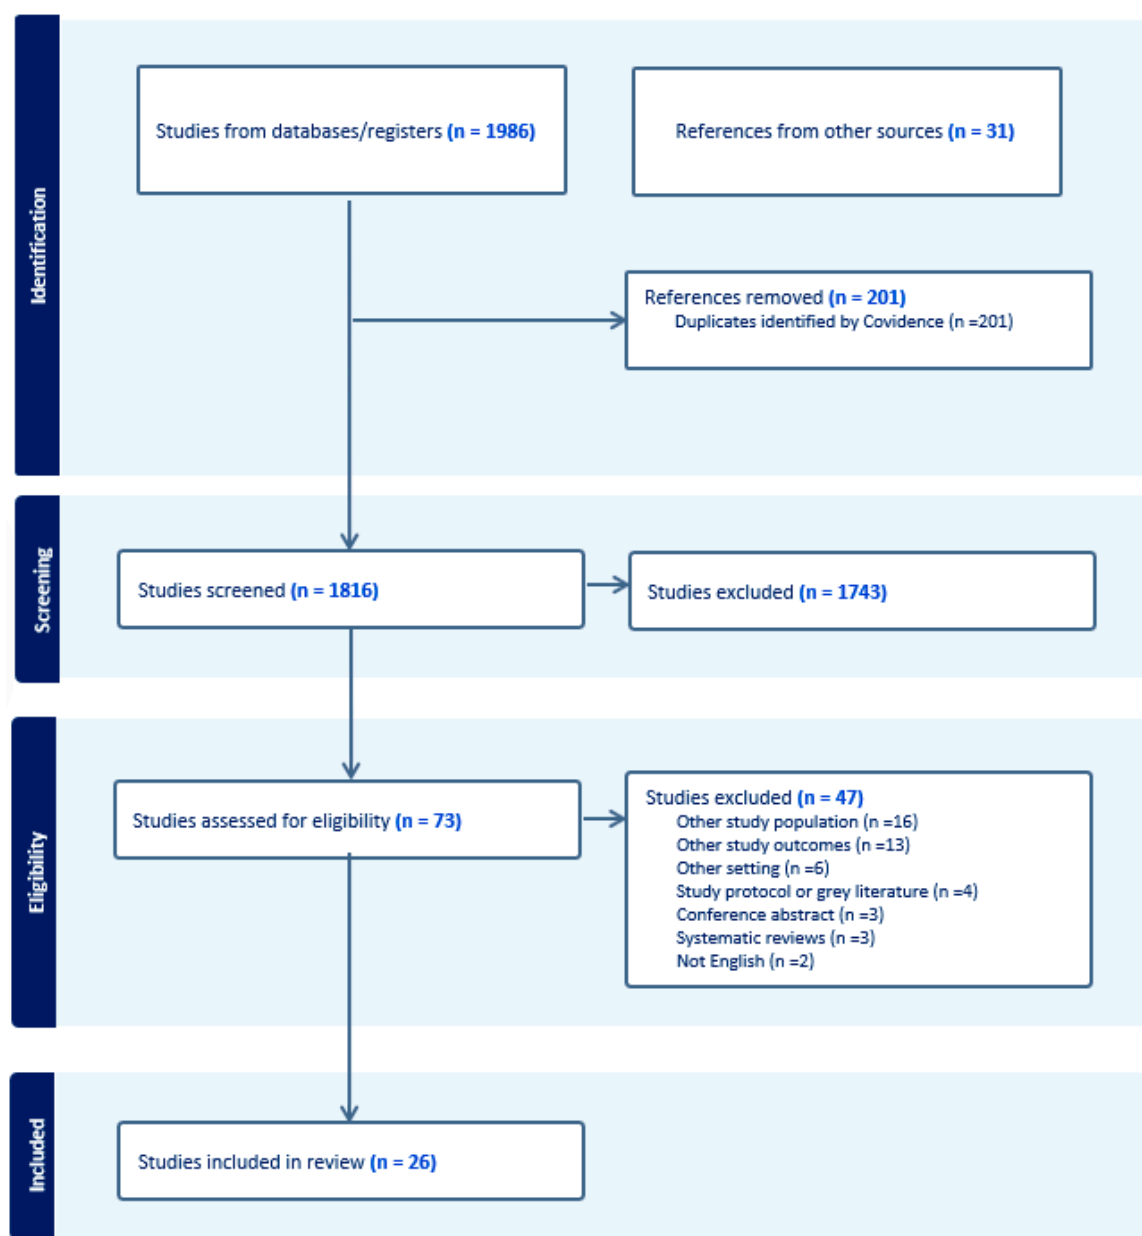 Identification
Studies from databases/registers (n = 1986)
References from other sources (n = 31)
References removed (n = 201)
Duplicates identified by Covidence (n =201)
Screening
Studies screened (n = 1816)
Studies excluded (n = 1743)
Eligibility
Studies assessed for eligibility (n = 73)
Studies excluded (n = 47)
Other study population (n =16)
Other study outcomes (n =13)
Other setting (n =6)
Study protocol or grey literature (n =4)
Conference abstract (n =3)
Systematic reviews (n =3)
Not English (n =2)
Included
Studies included in review (n = 26)